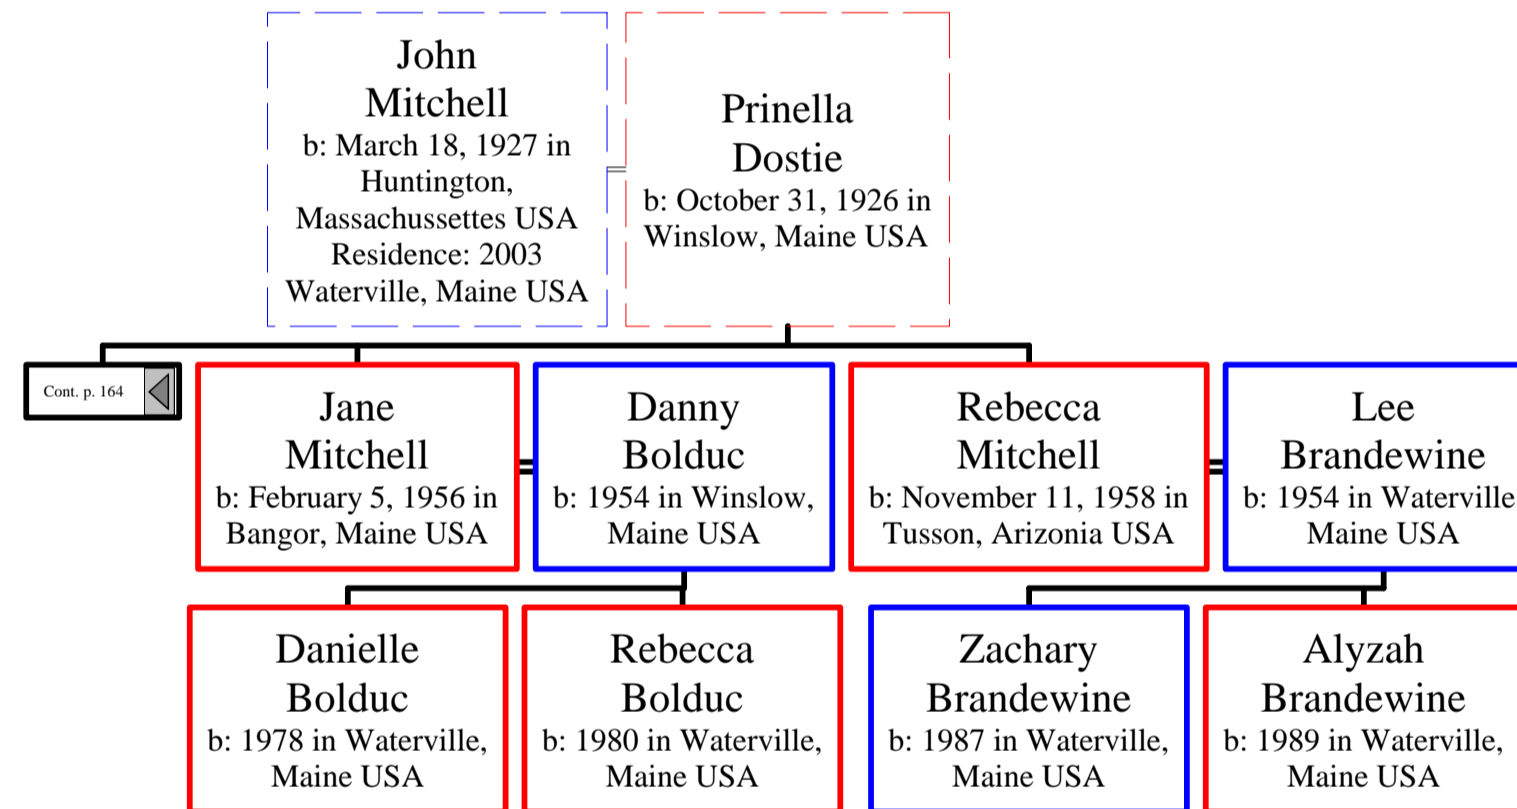 John
Mitchell
b: March 18, 1927 in
Huntington,
Massachussettes USA
Residence: 2003
Waterville, Maine USA
Prinella
Dostie
b: October 31, 1926 in
Winslow, Maine USA
Cont. p. 164
Jane
Mitchell
b: February 5, 1956 in
Bangor, Maine USA
Danny
Bolduc
b: 1954 in Winslow,
Maine USA
Rebecca
Mitchell
b: November 11, 1958 in
Tusson, Arizonia USA
Lee
Brandewine
b: 1954 in Waterville
Maine USA
Danielle
Bolduc
b: 1978 in Waterville,
Maine USA
Rebecca
Bolduc
b: 1980 in Waterville,
Maine USA
Zachary
Brandewine
b: 1987 in Waterville,
Maine USA
Alyzah
Brandewine
b: 1989 in Waterville,
Maine USA